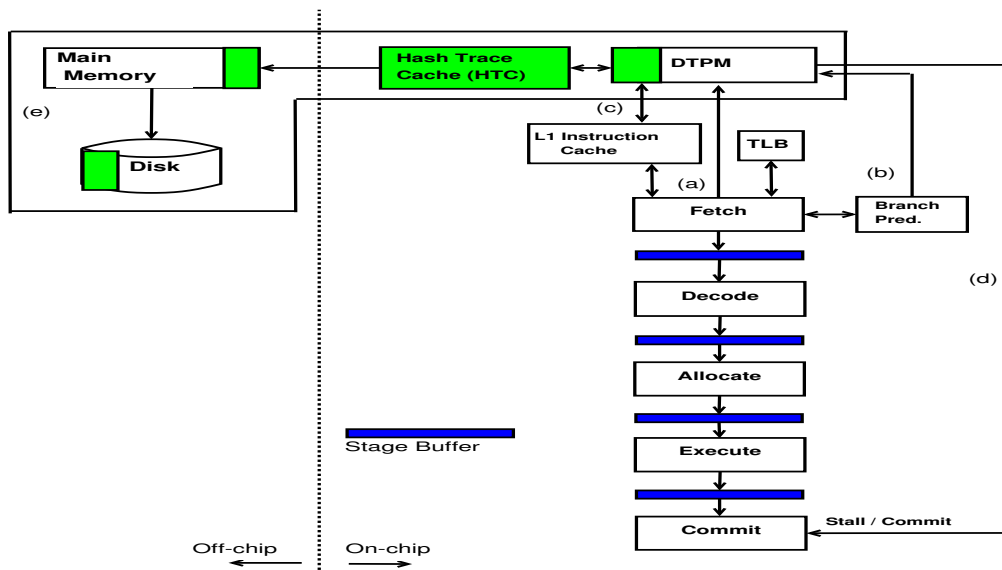 Main
Memory
Hash Trace
Cache (HTC)
DTPM
(e)
(c)
L1 Instruction
Cache
TLB
Disk
(a)
(b)
Fetch
Branch
Pred.
(d)
Decode
Allocate
Stage Buffer
Execute
Commit
Stall / Commit
Off-chip
On-chip